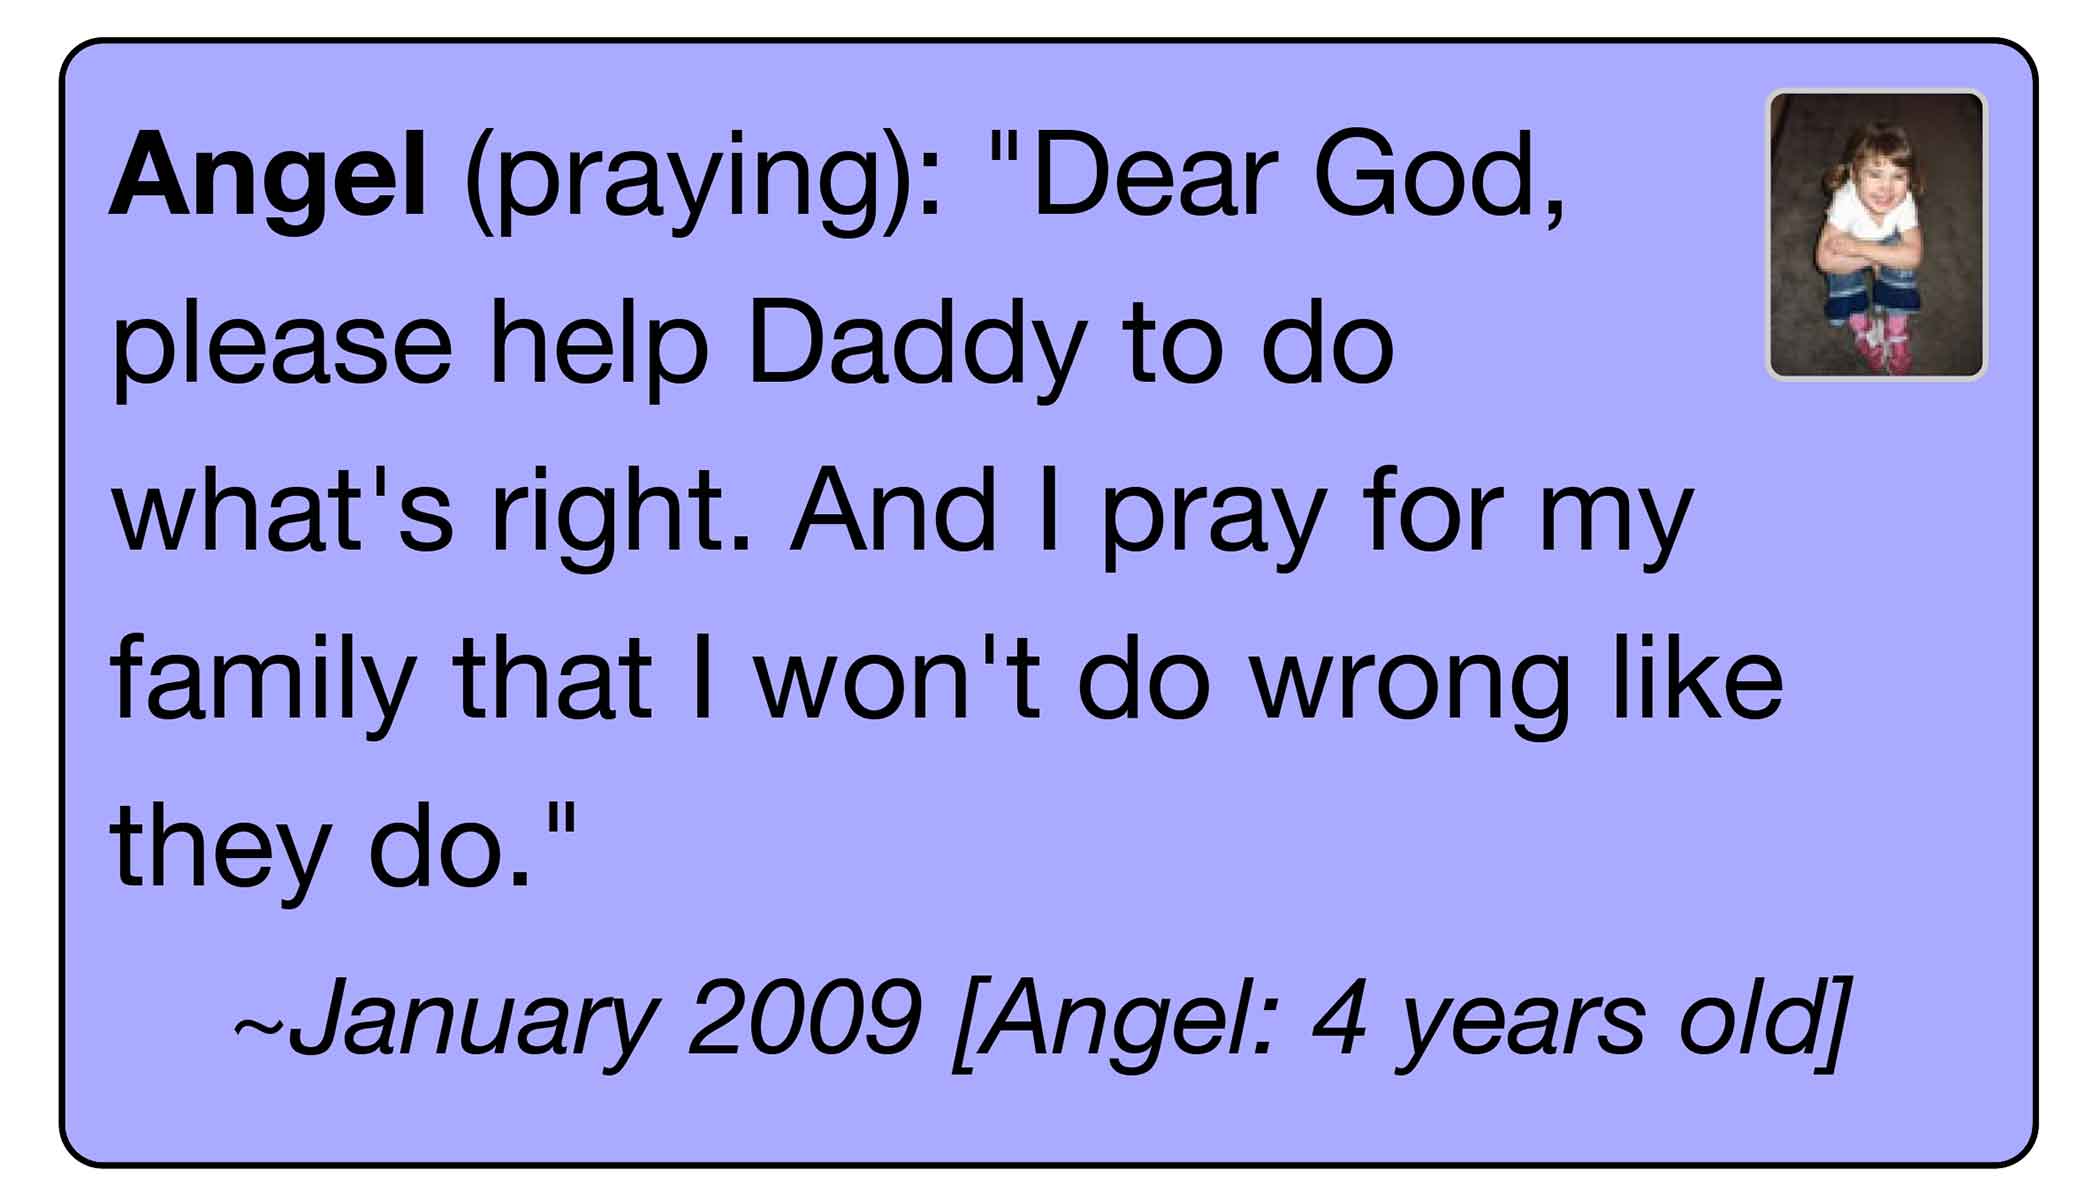 Angel (praying): "Dear God,
please help Daddy to do
what's right. And I pray for my
family that I won't do wrong like
they do."
~January 2009 [Angel: 4 years old]